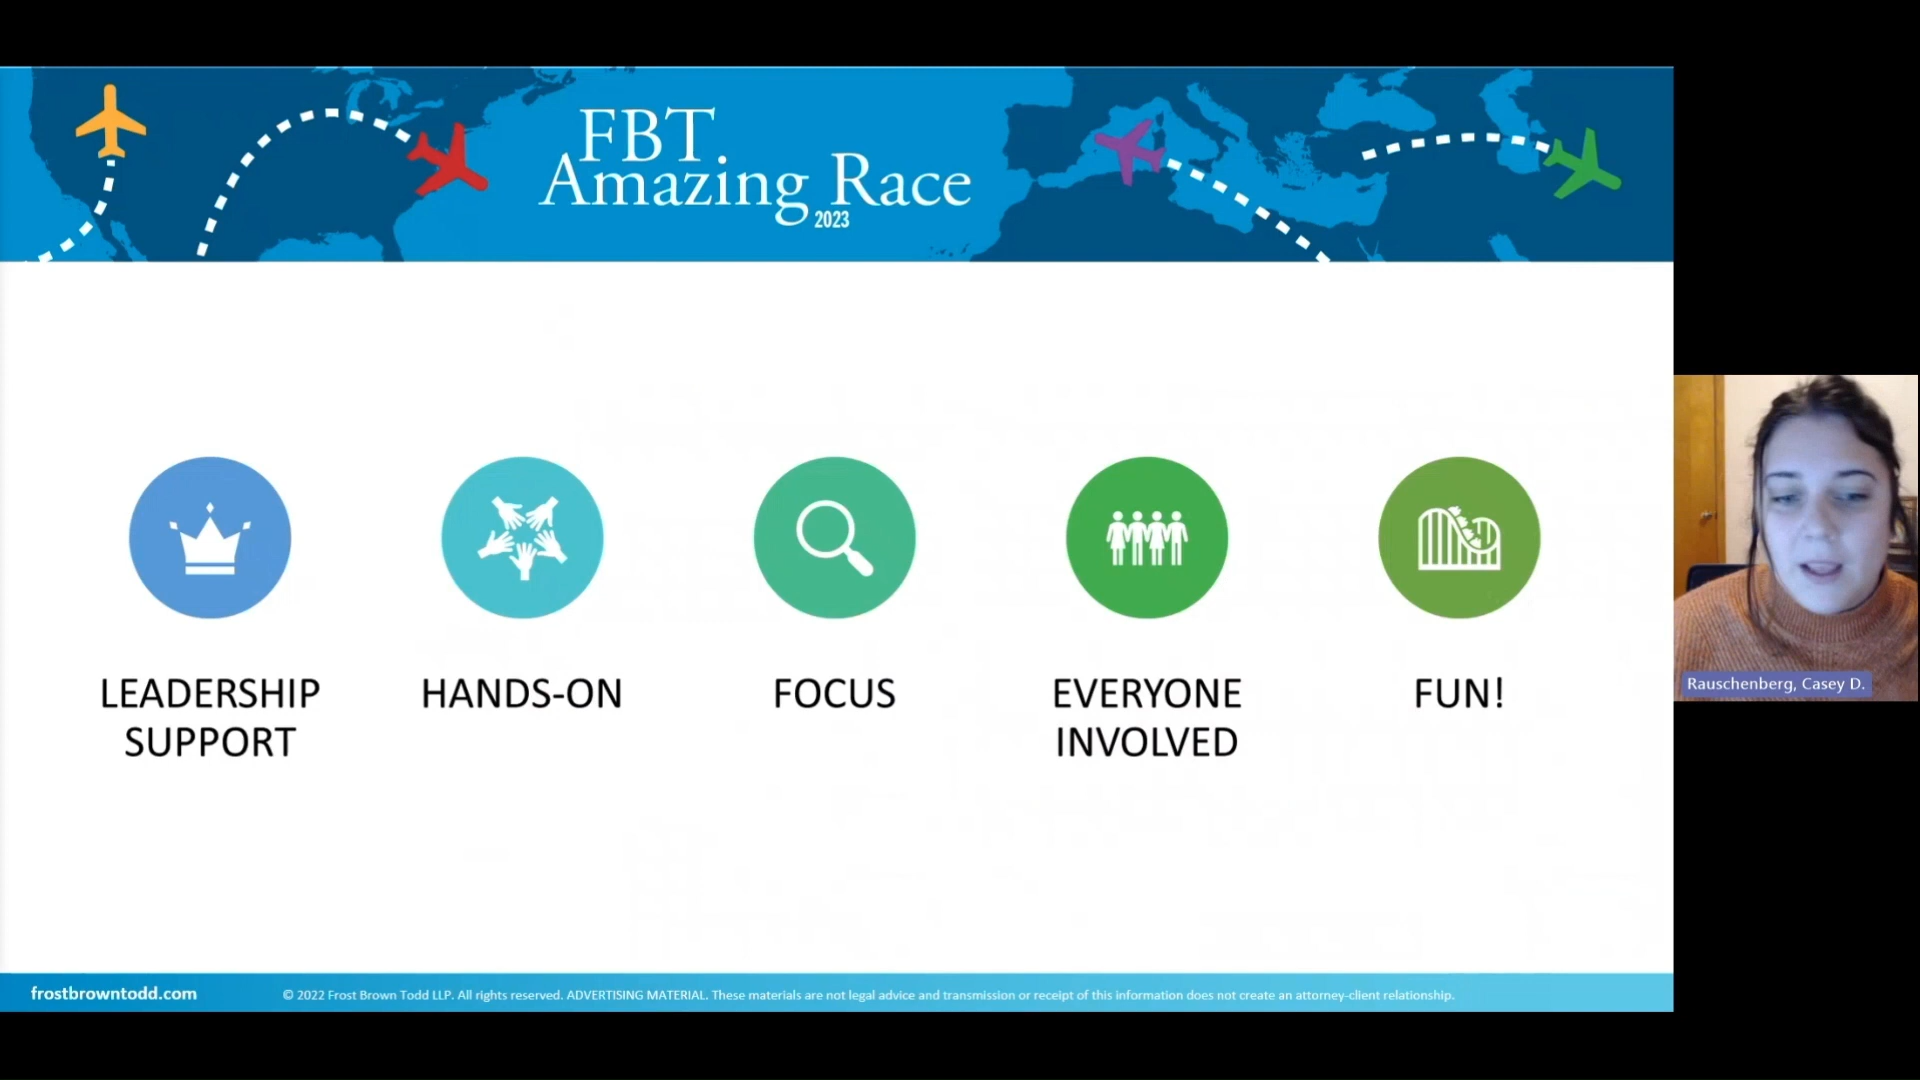 FBT
Amazing Race
2023
LEADERSHIP
SUPPORT
HANDS-ON
FOCUS
EVERYONE
INVOLVED
FUN!
Rauschenberg, Casey D.
frostbrowntodd.com
© 2022 Frost Brown Todd LLP. All rights reserved. ADVERTISING MATERIAL. These materials are not legal advice and transmission or receipt of this information does not create an attorney-client relationship.